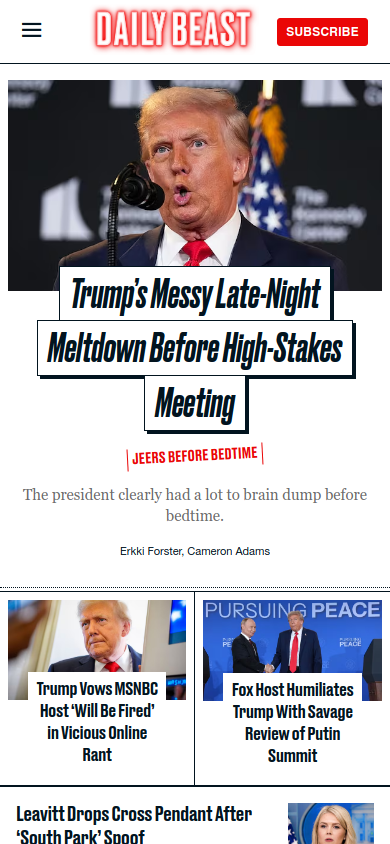 DAILY BEAST
SUBSCRIBE
The
Kennedy
Center
Trump's Messy Late-Night
Meltdown Before High-Stakes
Meeting
JEERS BEFORE BEDTIME
The president clearly had a lot to brain dump before
bedtime.
Erkki Forster, Cameron Adams
Trump Vows MSNBC
Host ‘Will Be Fired’
in Vicious Online
Rant
PURSUING PEACE
PEACE
Fox Host Humiliates
Trump With Savage
Review of Putin
Summit
Leavitt Drops Cross Pendant After
‘South Park’ Spoof